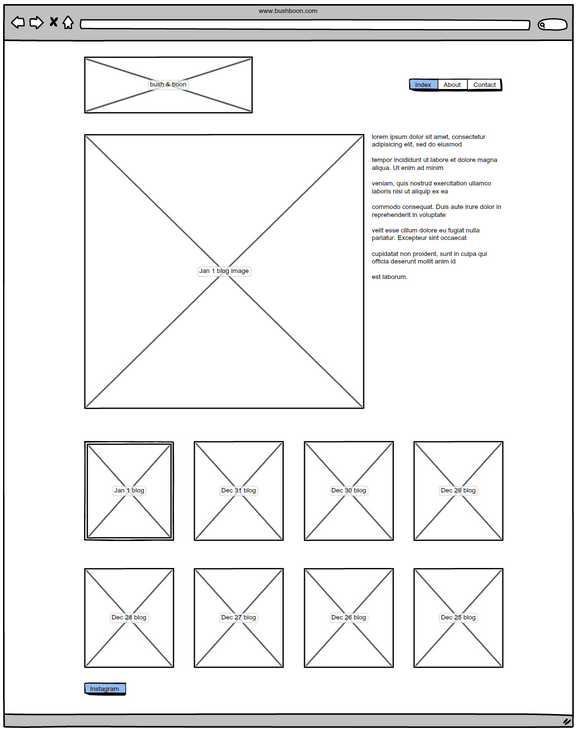 www.bushboon.com
bush & boon
Index About Contact
lorem ipsum dolor sit amet, consectetur
adipisicing elit, sed do eiusmod
tempor incididunt ut labore et dolore magna
aliqua. Ut enim ad minim
veniam, quis nostrud exercitation ullamco
laboris nisi ut aliquip ex ea
commodo consequat. Duis aute irure dolor in
reprehenderit in voluptate
velit esse cillum dolore eu fugiat nulla
pariatur. Excepteur sint occaecat
cupidatat non proident, sunt in culpa qui
officia deserunt mollit anim id
est laborum.
Jan 1 blog image
Jan 1 blog
Dec 31 blog
Dec 30 blog
Dec 29 blog
Dec 28 blog
Dec 27 blog
Dec 26 blog
Dec 25 blog
Instagram